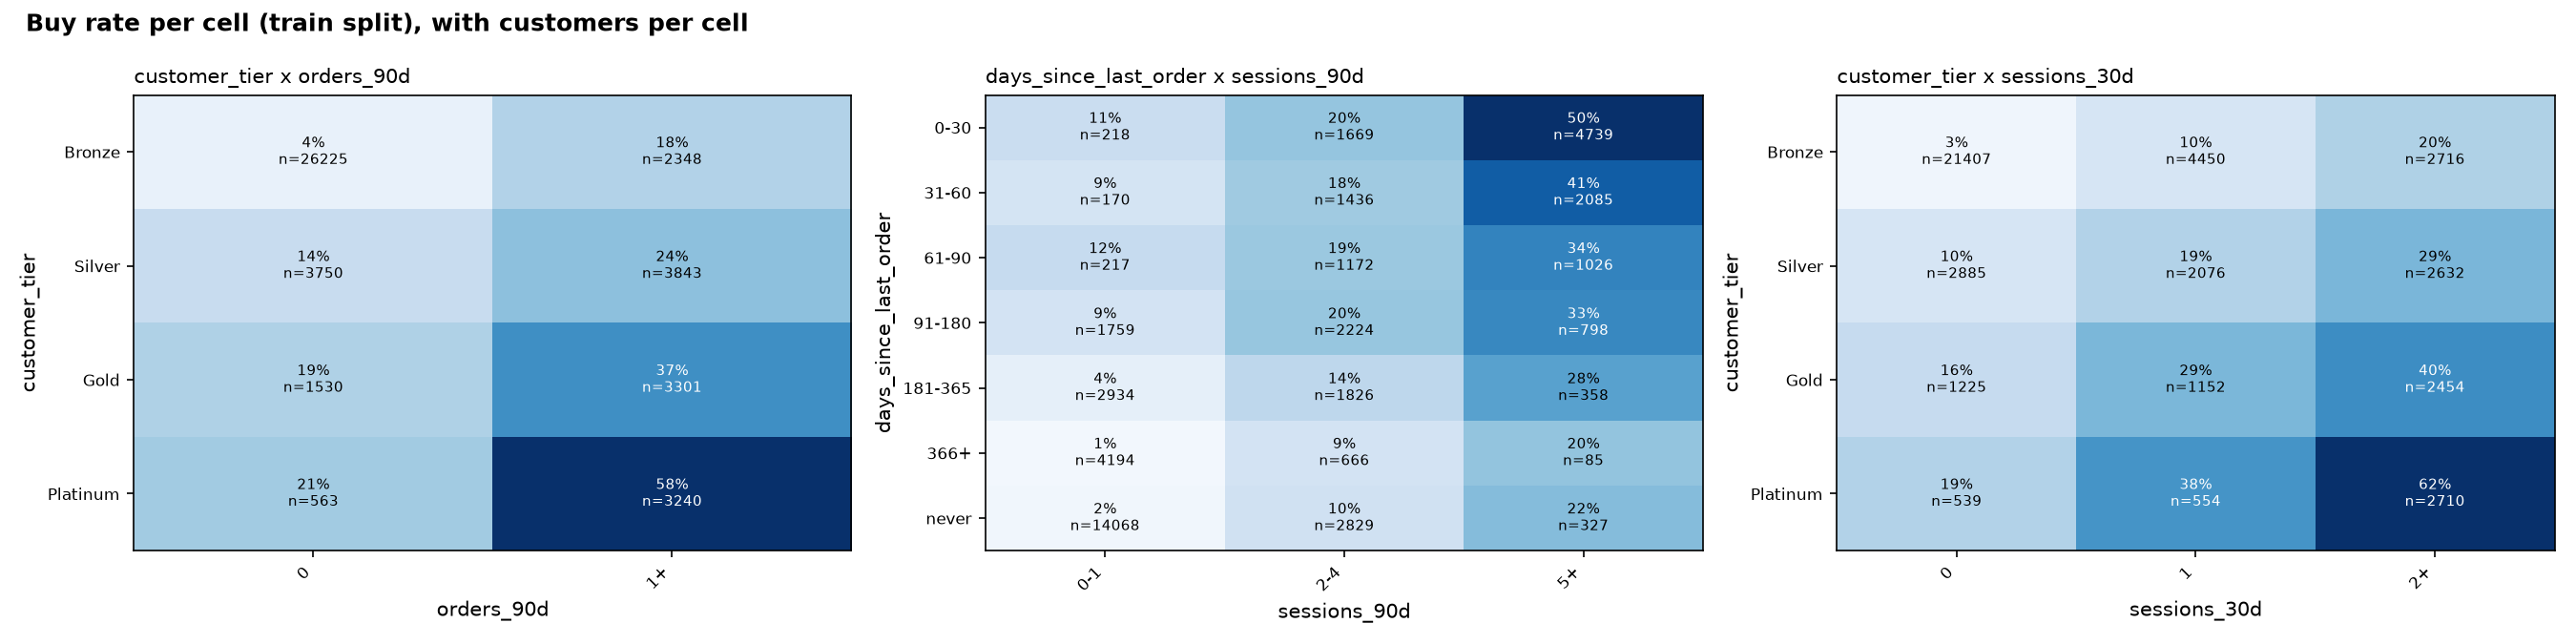 Buy rate per cell (train split), with customers per cell
customer_tier x orders_90d
customer_tier
Bronze
4%
n=26225
18%
n=2348
Silver
14%
n=3750
24%
n=3843
Gold
19%
n=1530
37%
n=3301
Platinum
21%
n=563
58%
n=3240
0
1+
orders_90d
days_since_last_order x sessions_90d
days_since_last_order
0-30
11%
n=218
20%
n=1669
50%
n=4739
31-60
9%
n=170
18%
n=1436
41%
n=2085
61-90
12%
n=217
19%
n=1172
34%
n=1026
91-180
9%
n=1759
20%
n=2224
33%
n=798
181-365
4%
n=2934
14%
n=1826
28%
n=358
366+
1%
n=4194
9%
n=666
20%
n=85
never
2%
n=14068
10%
n=2829
22%
n=327
0-1
2-4
5+
sessions_90d
customer_tier x sessions_30d
customer_tier
Bronze
3%
n=21407
10%
n=4450
20%
n=2716
Silver
10%
n=2885
19%
n=2076
29%
n=2632
Gold
16%
n=1225
29%
n=1152
40%
n=2454
Platinum
19%
n=539
38%
n=554
62%
n=2710
0
1
2+
sessions_30d